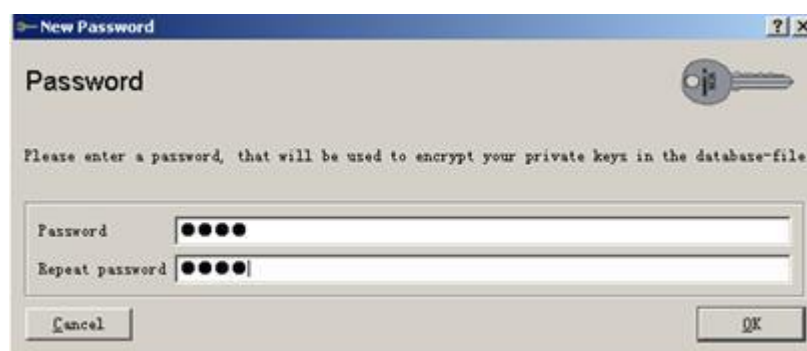 New Password
Password
Please enter a password, that will be used to encrypt your private keys in the database-file
Password ●●●●
Repeat password ●●●●
Cancel
OK